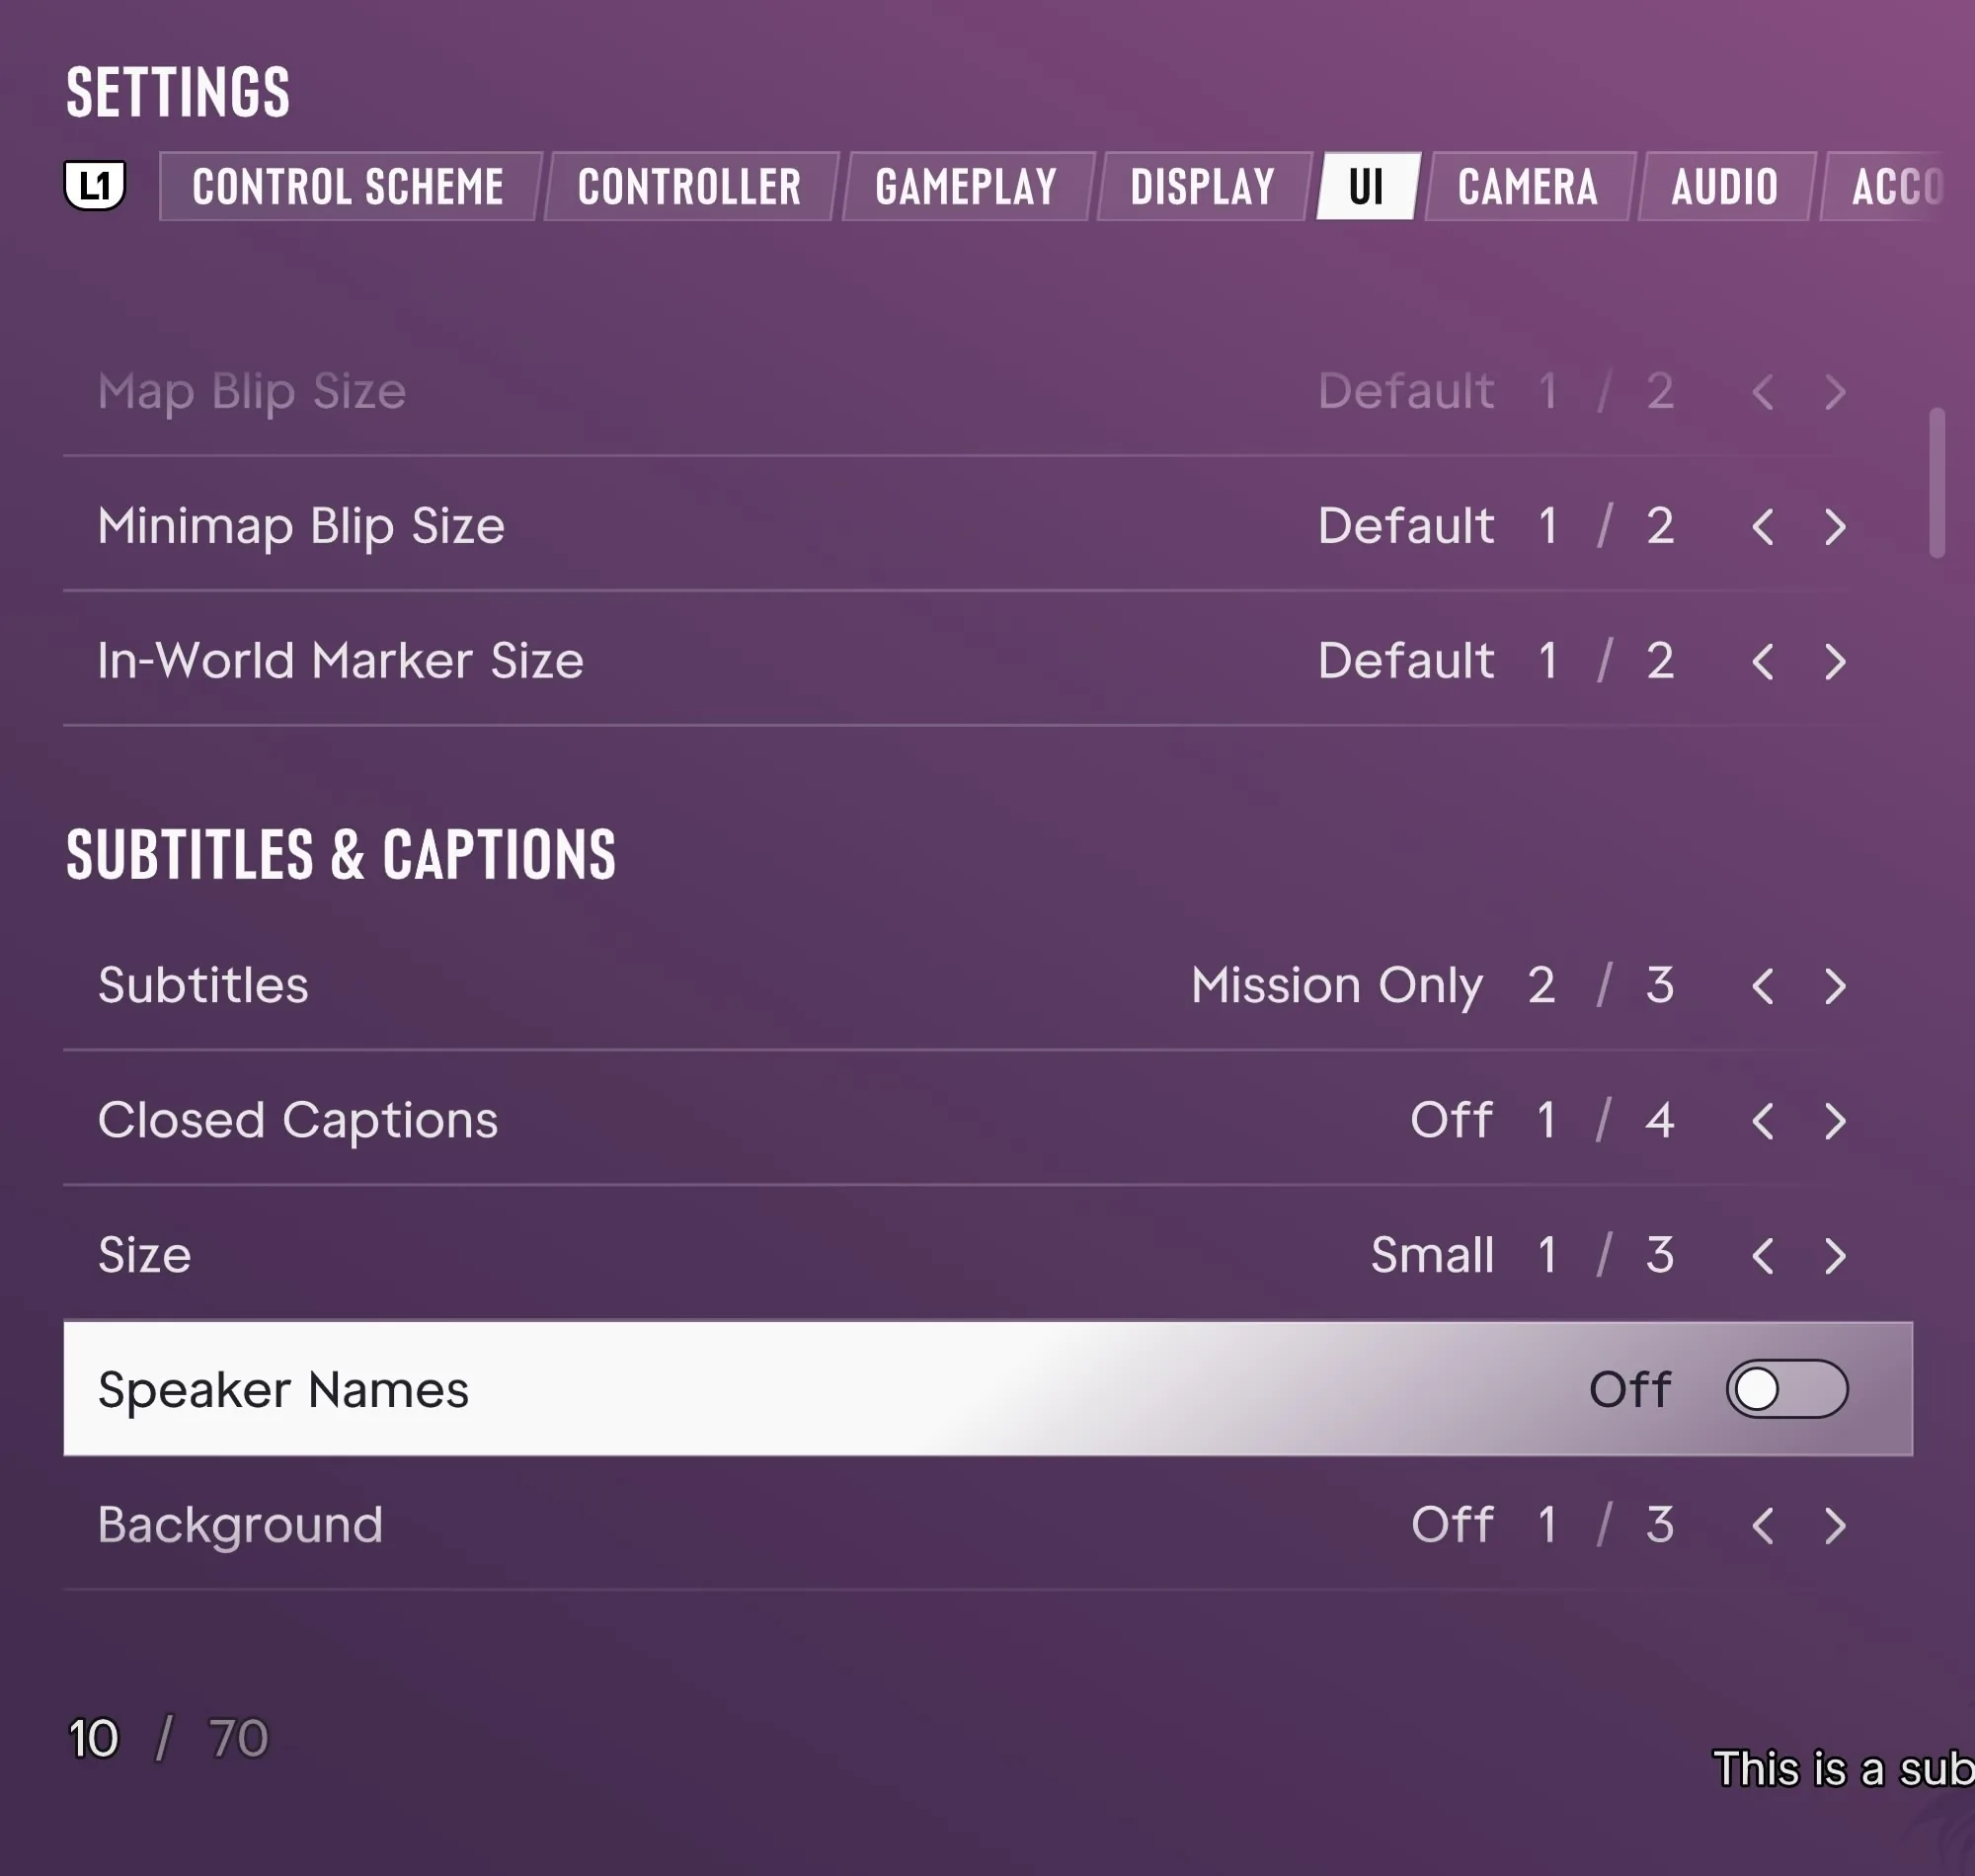 SETTINGS
L1 CONTROL SCHEME CONTROLLER GAMEPLAY DISPLAY UI CAMERA AUDIO ACCO
Map Blip Size Default 1 / 2
Minimap Blip Size Default 1 / 2
In-World Marker Size Default 1 / 2
SUBTITLES & CAPTIONS
Subtitles Mission Only 2 / 3
Closed Captions Off 1 / 4
Size Small 1 / 3
Speaker Names Off
Background Off 1 / 3
10 / 70
This is a sub